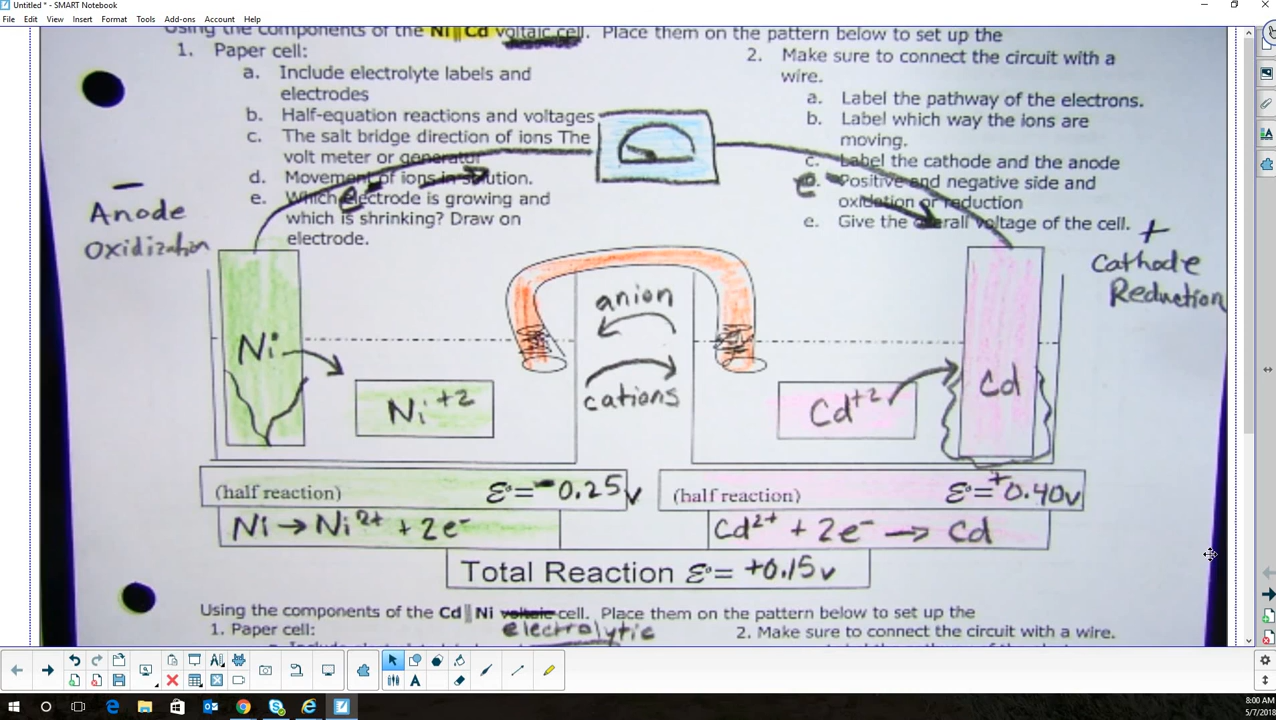 Untitled * - SMART Notebook
File Edit View Insert Format Tools Add-ons Account Help
Using the components of the Ni||Cd voltaic cell. Place them on the pattern below to set up the
1. Paper cell:
a. Include electrolyte labels and
electrodes
b. Half-equation reactions and voltages
c. The salt bridge direction of ions The
volt meter or generator
d. Movement of ions in solution.
e. Which electrode is growing and
which is shrinking? Draw on
electrode.
2. Make sure to connect the circuit with a
wire.
a. Label the pathway of the electrons.
b. Label which way the ions are
moving.
c. Label the cathode and the anode
Positive and negative side and
oxidation or reduction
e. Give the overall voltage of the cell.
e-
e-
−
Anode
Oxidization
+
Cathode
Reduction
anion
cations
Ni
Ni+2
Cd+2
Cd
(half reaction) ε°= -0.25v
Ni → Ni2+ + 2e-
(half reaction) ε°= +0.40v
Cd2+ + 2e- → Cd
Total Reaction ε°= +0.15v
Using the components of the Cd||Ni voltaic cell. Place them on the pattern below to set up the
electrolytic
1. Paper cell:
2. Make sure to connect the circuit with a wire.
8:00 AM
5/7/2018